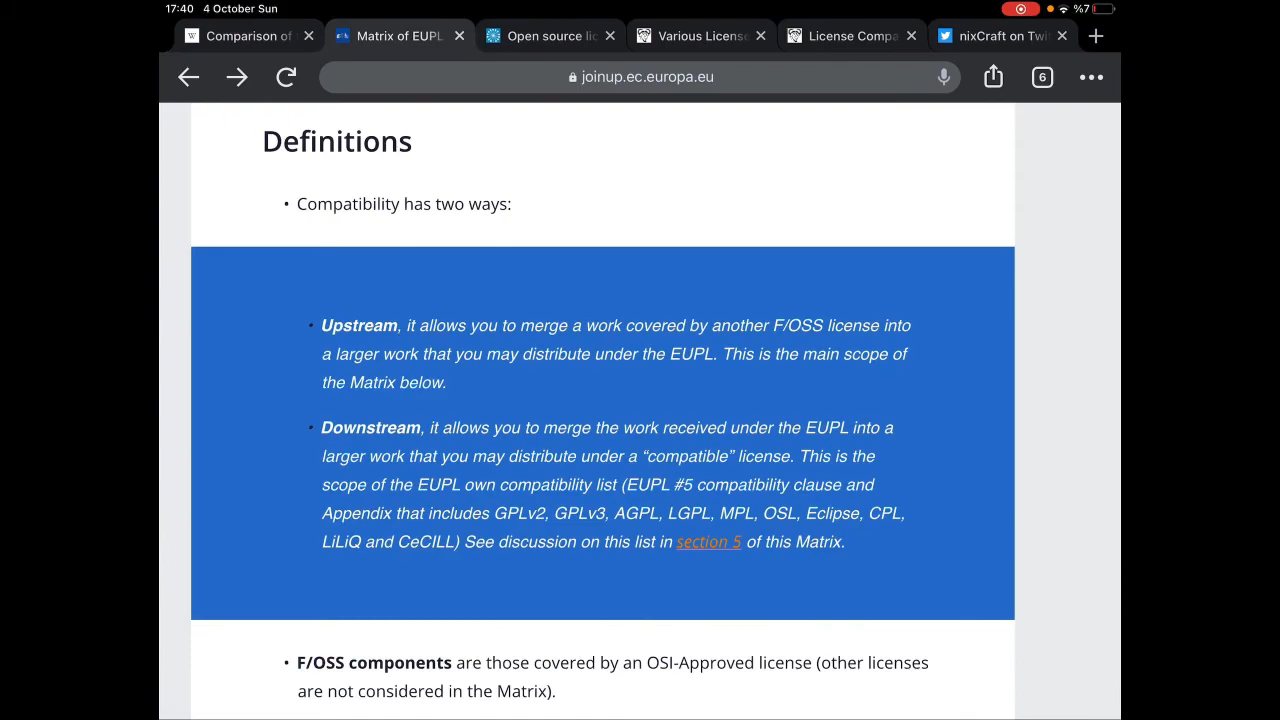 17:40 4 October Sun %7
Comparison of
Matrix of EUPL
Open source lic
Various License
License Compa
nixCraft on Twi
joinup.ec.europa.eu
6
Definitions
• Compatibility has two ways:
• Upstream, it allows you to merge a work covered by another F/OSS license into
a larger work that you may distribute under the EUPL. This is the main scope of
the Matrix below.
• Downstream, it allows you to merge the work received under the EUPL into a
larger work that you may distribute under a “compatible” license. This is the
scope of the EUPL own compatibility list (EUPL #5 compatibility clause and
Appendix that includes GPLv2, GPLv3, AGPL, LGPL, MPL, OSL, Eclipse, CPL,
LiLiQ and CeCILL) See discussion on this list in section 5 of this Matrix.
• F/OSS components are those covered by an OSI-Approved license (other licenses
are not considered in the Matrix).